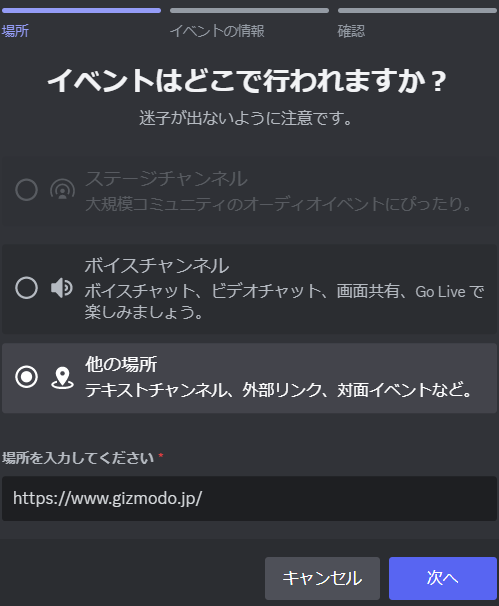 場所
イベントの情報
確認
イベントはどこで行われますか？
迷子が出ないように注意です。
ステージチャンネル
大規模コミュニティのオーディオイベントにぴったり。
ボイスチャンネル
ボイスチャット、ビデオチャット、画面共有、Go Live で
楽しみましょう。
他の場所
テキストチャンネル、外部リンク、対面イベントなど。
場所を入力してください *
https://www.gizmodo.jp/
キャンセル
次へ